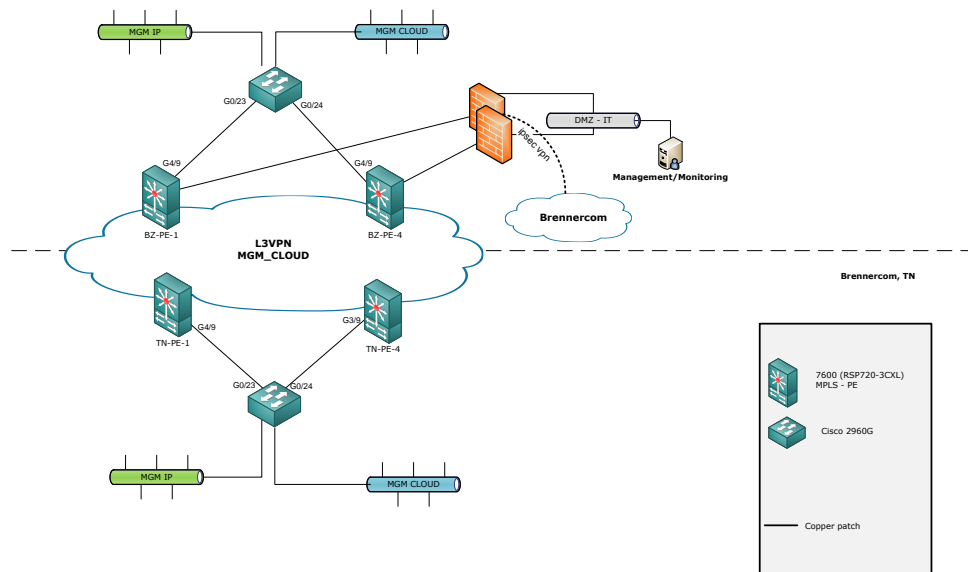 MGM IP
MGM CLOUD
G0/23
G0/24
DMZ - IT
ipsec vpn
G4/9
G4/9
Management/Monitoring
Brennercom
BZ-PE-1
BZ-PE-4
L3VPN
MGM_CLOUD
Brennercom, TN
G4/9
G3/9
TN-PE-1
TN-PE-4
G0/23
G0/24
7600 (RSP720-3CXL)
MPLS - PE
Cisco 2960G
MGM IP
MGM CLOUD
Copper patch